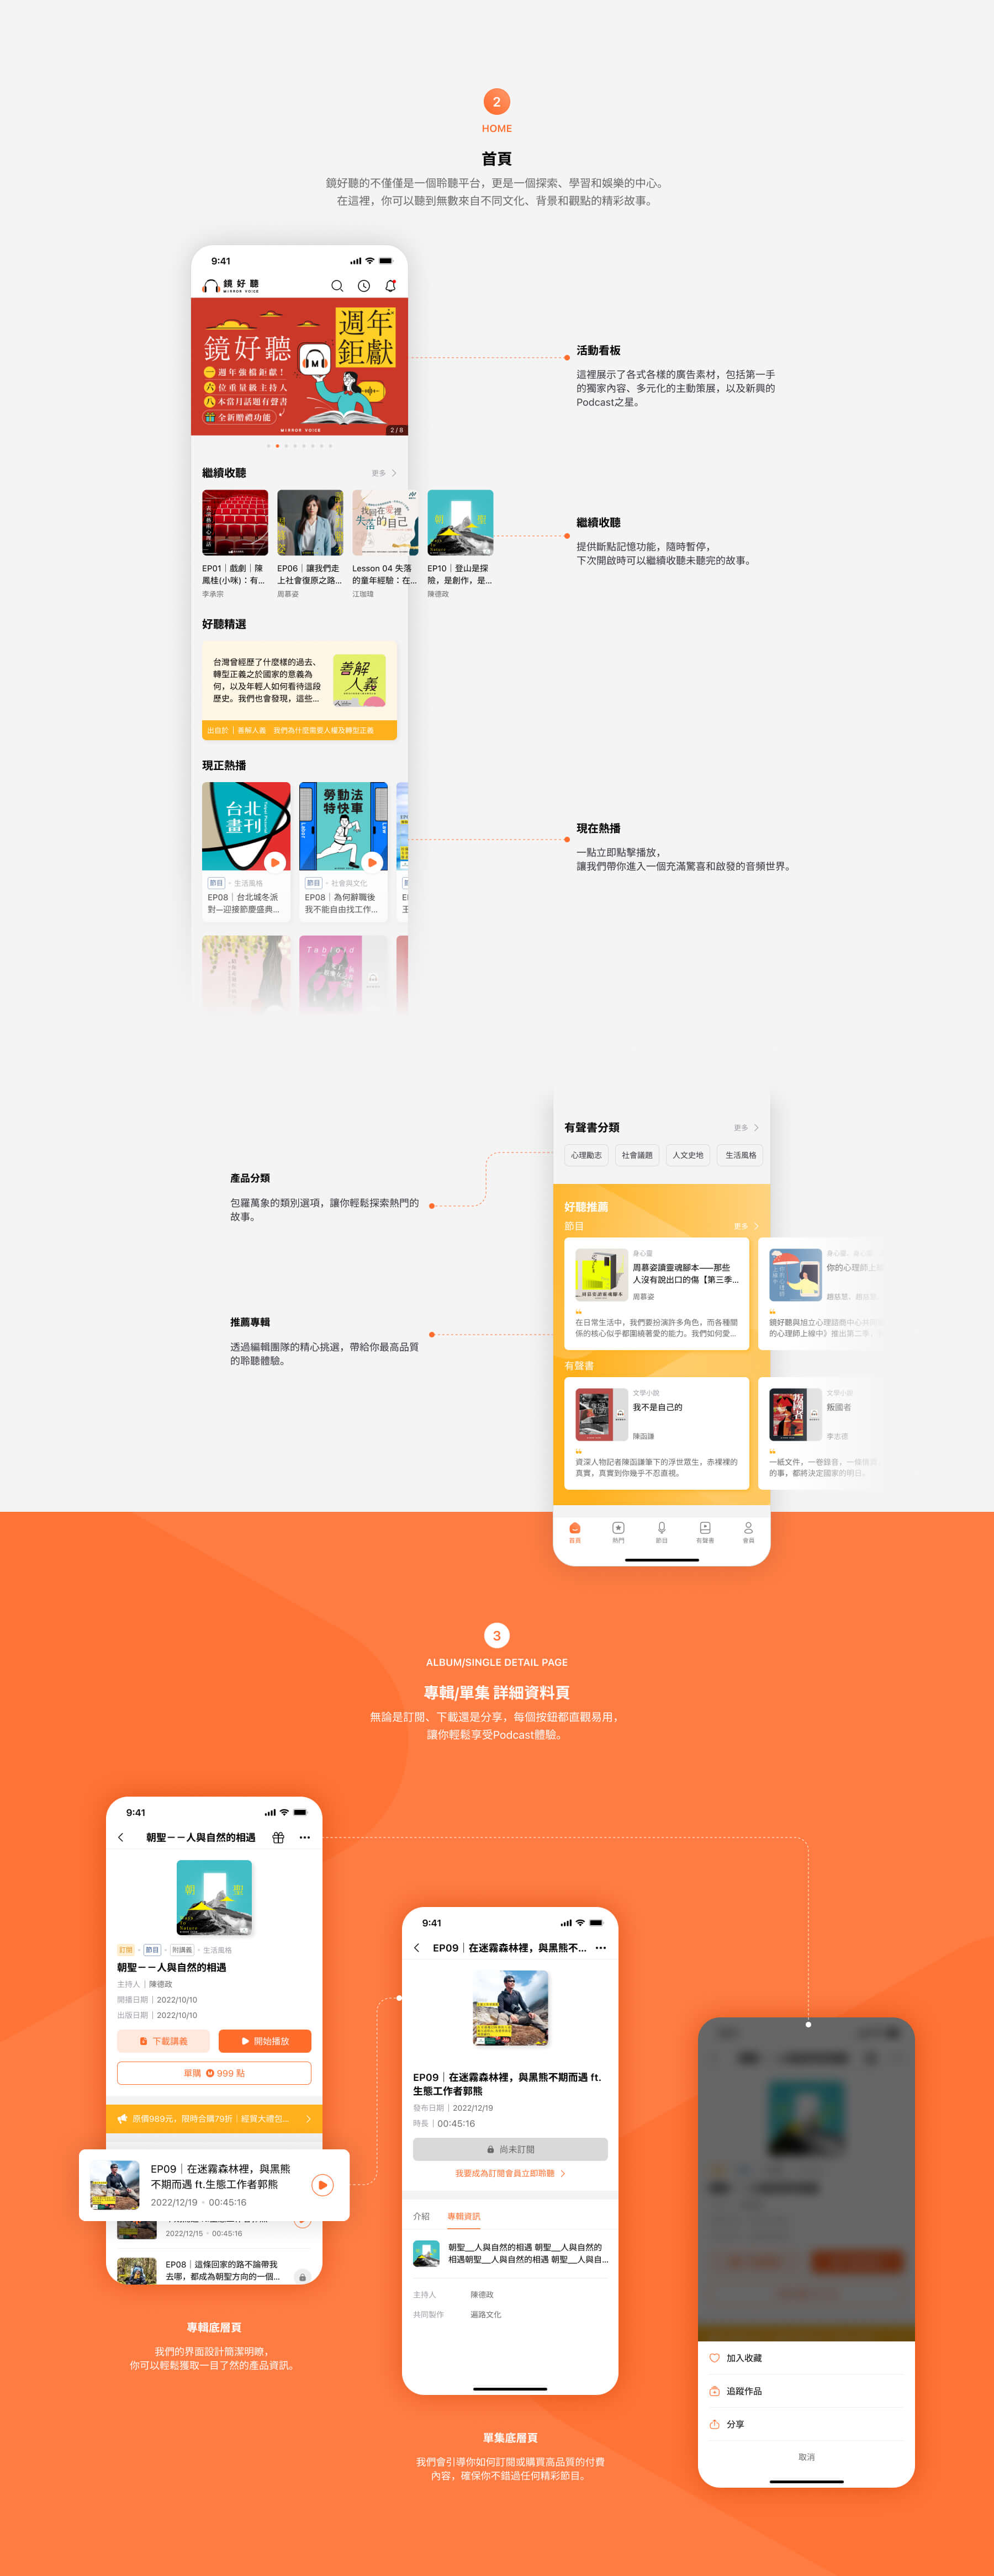 2
HOME
首頁
鏡好聽的不僅僅是一個聆聽平台，更是一個探索、學習和娛樂的中心。
在這裡，你可以聽到無數來自不同文化、背景和觀點的精彩故事。
9:41
鏡好聽
MIRROR VOICE
週年
鉅獻
鏡好聽
M
一週年強檔鉅獻！
六位重量級主持人
八本當月話題有聲書
全新贈禮功能
MIRROR VOICE
2 / 8
活動看板
這裡展示了各式各樣的廣告素材，包括第一手
的獨家內容、多元化的主動策展，以及新興的
Podcast之星。
繼續收聽
更多
表演藝術心理話
找回在愛裡
失落的自己
朝聖
EP01｜戲劇｜陳
鳳桂(小咪)：有...
李承宗
EP06｜讓我們走
上社會復原之路...
周慕姿
Lesson 04 失落
的童年經驗：在...
江珈瑋
EP10｜登山是探
險，是創作，是...
陳德政
繼續收聽
提供斷點記憶功能，隨時暫停，
下次開啟時可以繼續收聽未聽完的故事。
好聽精選
台灣曾經歷了什麼樣的過去、
轉型正義之於國家的意義為
何，以及年輕人如何看待這段
歷史。我們也會發現，這些...
善解
人義
出自於｜善解人義 我們為什麼需要人權及轉型正義
現正熱播
台北
畫刊
勞動法
特快車
節目・生活風格
EP08｜台北城冬派
對—迎接節慶盛典...
節目・社會與文化
EP08｜為何辭職後
我不能自由找工作...
現在熱播
一點立即點擊播放，
讓我們帶你進入一個充滿驚喜和啟發的音頻世界。
Tabloid
有聲書分類
更多
心理勵志
社會議題
人文史地
生活風格
產品分類
包羅萬象的類別選項，讓你輕鬆探索熱門的
故事。
好聽推薦
節目
更多
身心靈
周慕姿讀靈魂腳本——那些
人沒有說出口的傷【第三季...
周慕姿
在日常生活中，我們要扮演許多角色，而各種關
係的核心似乎都圍繞著愛的能力。我們如何愛...
你的心理師上
鏡好聽與旭立心理諮商中心共
的心理師上線中》推出第二季，
推薦專輯
透過編輯團隊的精心挑選，帶給你最高品質
的聆聽體驗。
有聲書
文學小說
我不是自己的
陳函謙
資深人物記者陳函謙筆下的浮世眾生，赤裸裸的
真實，真實到你幾乎不忍直視。
文學小說
叛國者
李志德
一紙文件，一卷錄音，一個
的事，都將決定國家的明日。
首頁
熱門
節目
有聲書
會員
3
ALBUM/SINGLE DETAIL PAGE
專輯/單集 詳細資料頁
無論是訂閱、下載還是分享，每個按鈕都直觀易用，
讓你輕鬆享受Podcast體驗。
9:41
朝聖－－人與自然的相遇
朝聖
訂閱・節目・附講義・生活風格
朝聖－－人與自然的相遇
主持人｜陳德政
開播日期｜2022/10/10
出版日期｜2022/10/10
下載講義
開始播放
單購 999 點
原價989元，限時合購79折｜經貿大禮包...
EP09｜在迷霧森林裡，與黑熊
不期而遇 ft.生態工作者郭熊
2022/12/19・00:45:16
2022/12/15・00:45:16
EP08｜這條回家的路不論帶我
去哪，都成為朝聖方向的一個...
專輯底層頁
我們的界面設計簡潔明瞭，
你可以輕鬆獲取一目了然的產品資訊。
9:41
EP09｜在迷霧森林裡，與黑熊不...
EP09｜在迷霧森林裡，與黑熊不期而遇 ft.
生態工作者郭熊
發布日期｜2022/12/19
時長｜00:45:16
尚未訂閱
我要成為訂閱會員立即聆聽
介紹
專輯資訊
朝聖__人與自然的相遇 朝聖__人與自然的
相遇朝聖__人與自然的相遇 朝聖__人與自...
主持人 陳德政
共同製作 遍路文化
單集底層頁
我們會引導你如何訂閱或購買高品質的付費
內容，確保你不錯過任何精彩節目。
加入收藏
追蹤作品
分享
取消